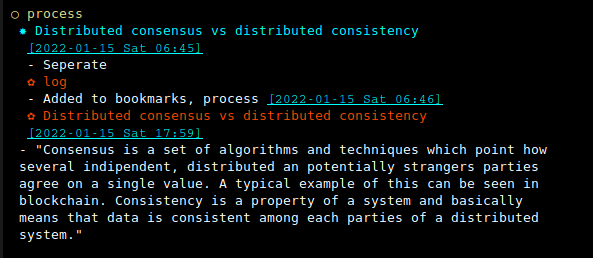 ○ process
✸ Distributed consensus vs distributed consistency
[2022-01-15 Sat 06:45]
- Seperate
✿ log
- Added to bookmarks, process [2022-01-15 Sat 06:46]
✿ Distributed consensus vs distributed consistency
[2022-01-15 Sat 17:59]
- "Consensus is a set of algorithms and techniques which point how
several indipendent, distributed an potentially strangers parties
agree on a single value. A typical example of this can be seen in
blockchain. Consistency is a property of a system and basically
means that data is consistent among each parties of a distributed
system."